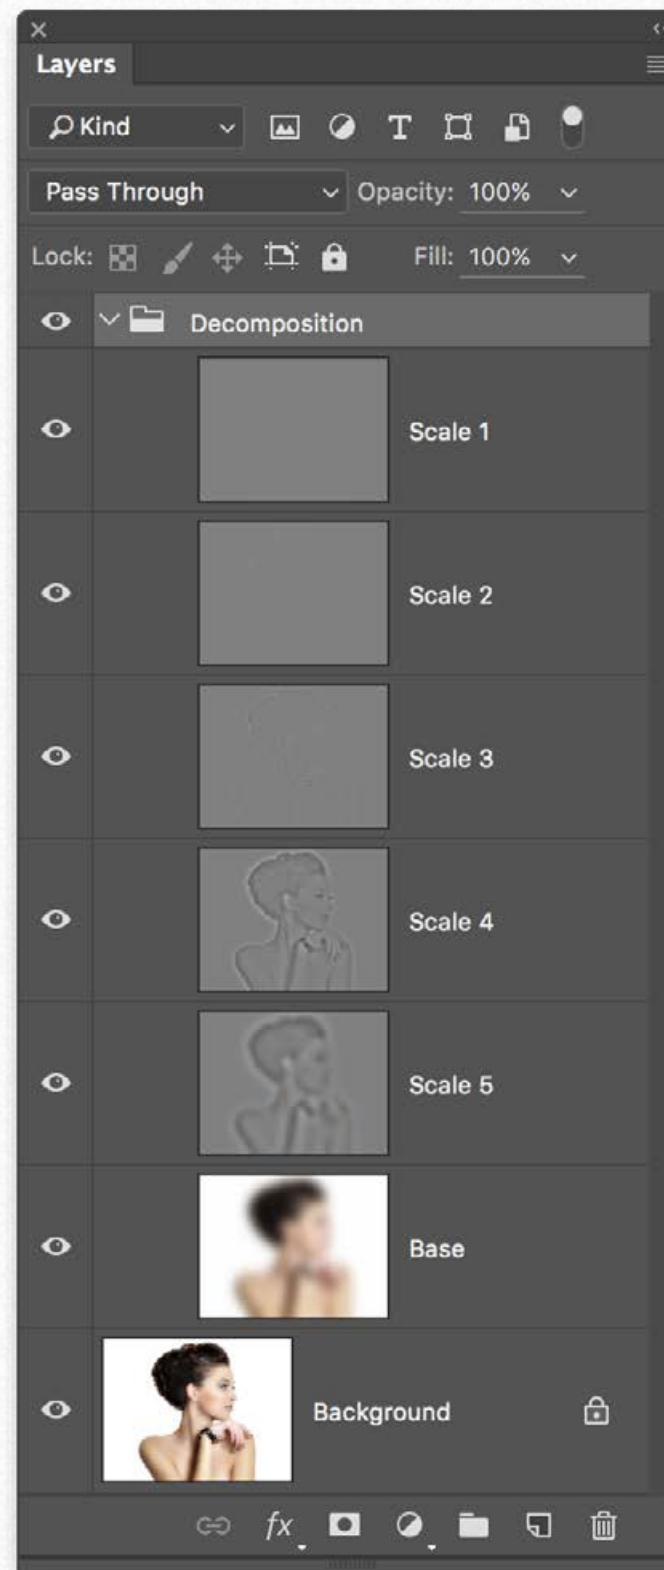 Layers
Kind
Pass Through Opacity: 100%
Lock: Fill: 100%
Decomposition
Scale 1
Scale 2
Scale 3
Scale 4
Scale 5
Base
Background
fx